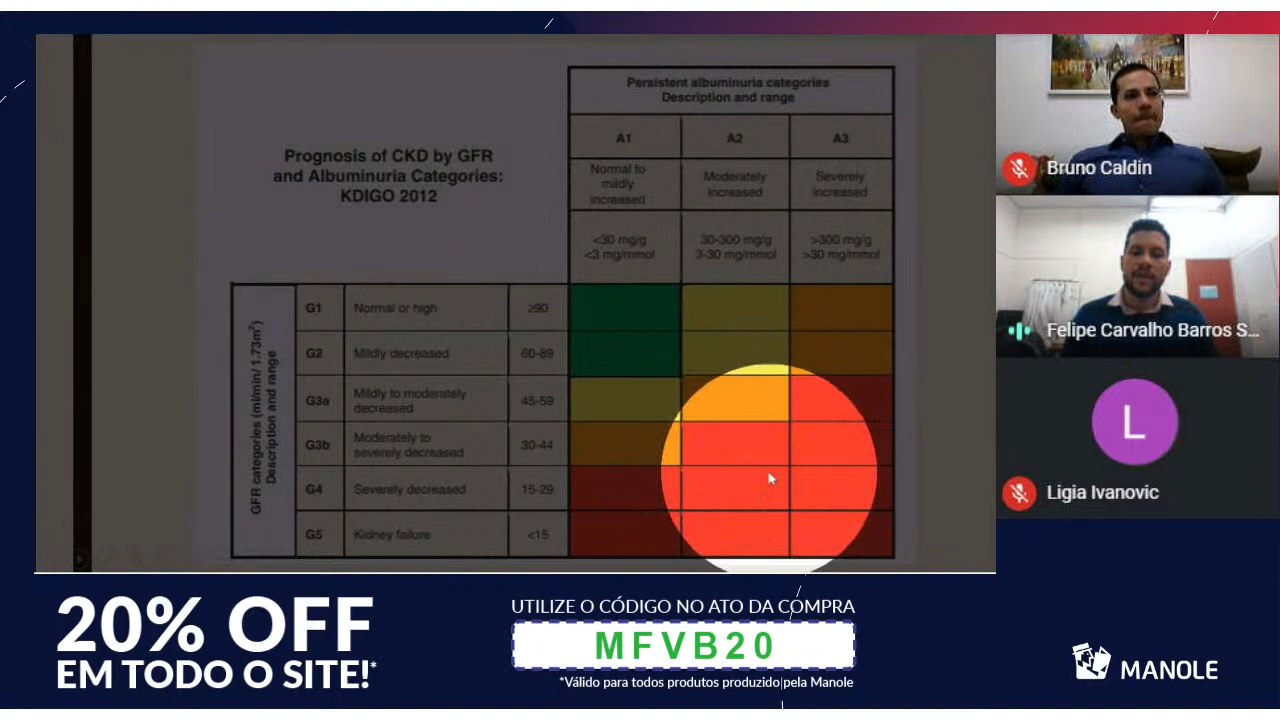 Prognosis of CKD by GFR
and Albuminuria Categories:
KDIGO 2012
Persistent albuminuria categories
Description and range
A1
A2
A3
Normal to
mildly
increased
Moderately
increased
Severely
increased
<30 mg/g
<3 mg/mmol
30-300 mg/g
3-30 mg/mmol
>300 mg/g
>30 mg/mmol
GFR categories (ml/min/ 1.73m²)
Description and range
G1 Normal or high ≥90
G2 Mildly decreased 60-89
G3a Mildly to moderately
decreased 45-59
G3b Moderately to
severely decreased 30-44
G4 Severely decreased 15-29
G5 Kidney failure <15
Bruno Caldin
Felipe Carvalho Barros S...
L
Ligia Ivanovic
20% OFF
EM TODO O SITE!*
UTILIZE O CÓDIGO NO ATO DA COMPRA
MFVB20
*Válido para todos produtos produzido pela Manole
MANOLE